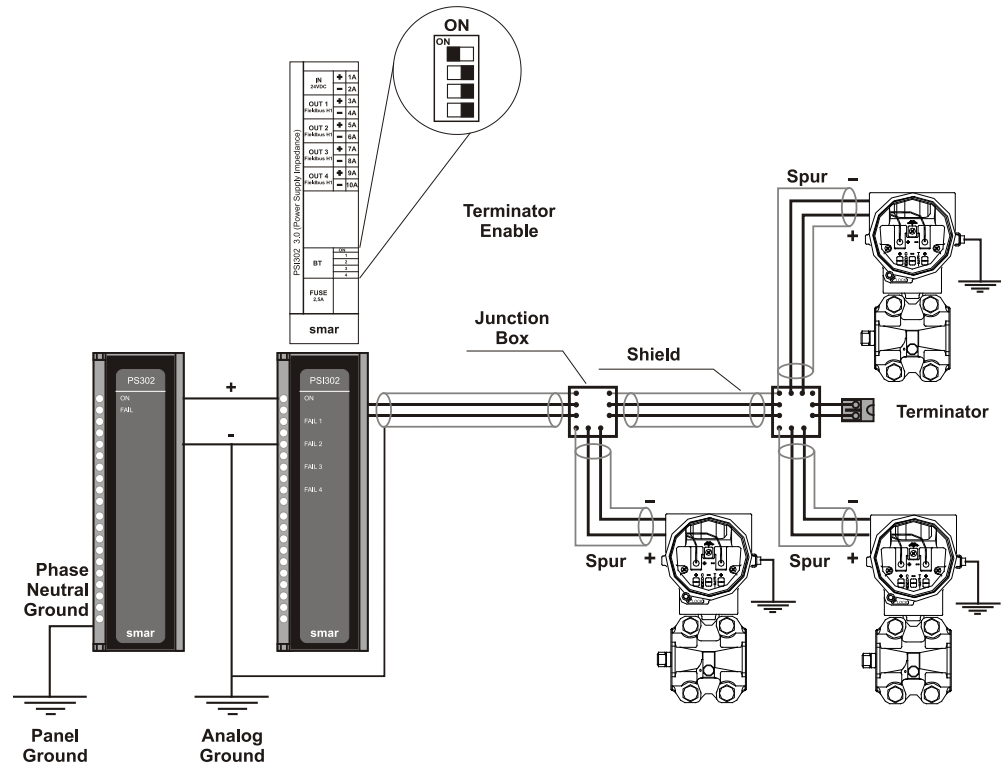 ON
ON
PSI302 3.0 (Power Supply Impedance)
IN
24VDC
+ 1A
− 2A
OUT 1
Fieldbus H1
+ 3A
− 4A
OUT 2
Fieldbus H1
+ 5A
− 6A
OUT 3
Fieldbus H1
+ 7A
− 8A
OUT 4
Fieldbus H1
+ 9A
− 10A
BT
ON
1
2
3
4
FUSE
2,5A
smar
Terminator
Enable
Spur
−
+
Junction
Box
Shield
Terminator
PS302
ON
FAIL
smar
+
-
PSI302
ON
FAIL 1
FAIL 2
FAIL 3
FAIL 4
smar
Spur
−
+
Spur
−
+
Phase
Neutral
Ground
Panel
Ground
Analog
Ground